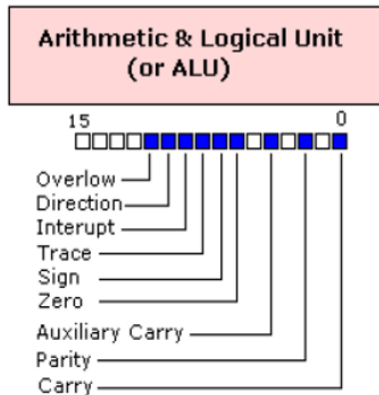 Arithmetic & Logical Unit
(or ALU)
15 0
Overlow
Direction
Interupt
Trace
Sign
Zero
Auxiliary Carry
Parity
Carry